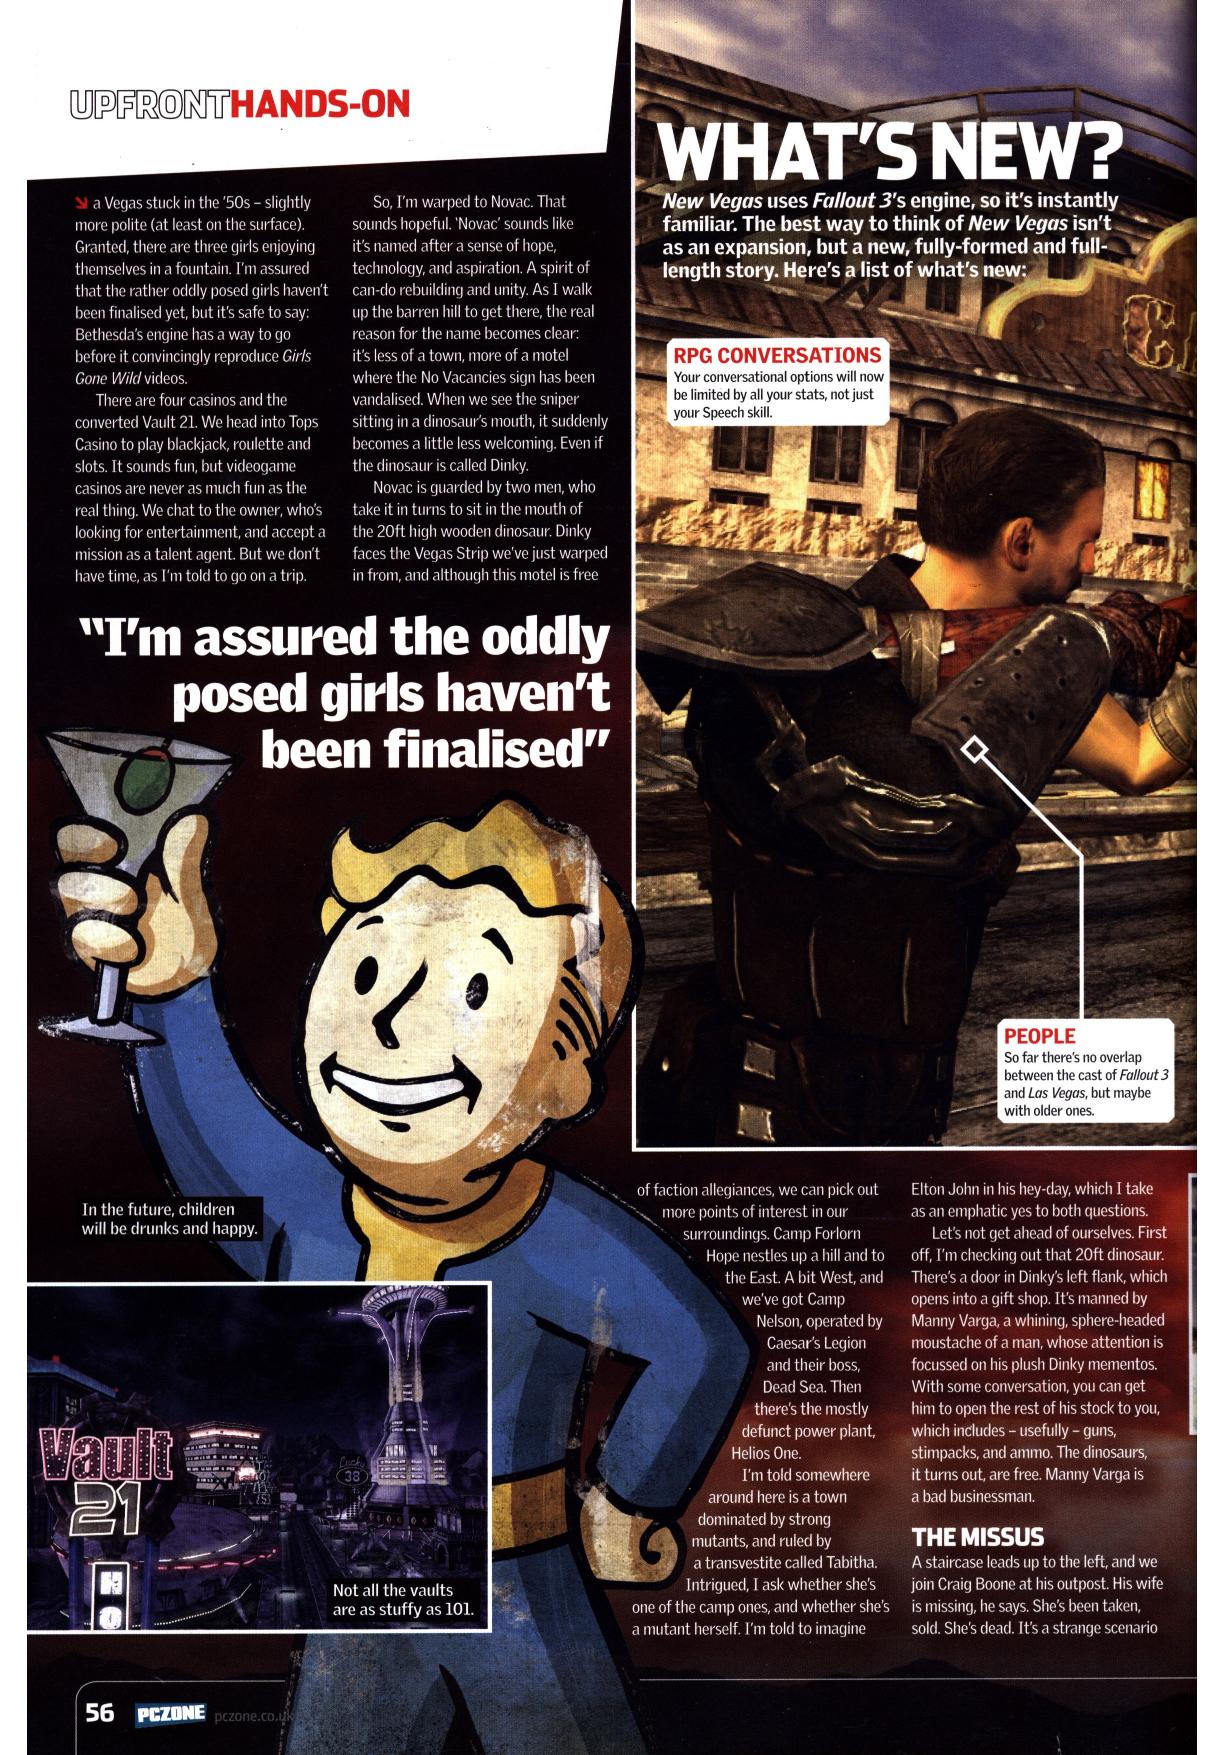 UPFRONTHANDS-ON
a Vegas stuck in the '50s – slightly
more polite (at least on the surface).
Granted, there are three girls enjoying
themselves in a fountain. I'm assured
that the rather oddly posed girls haven't
been finalised yet, but it's safe to say:
Bethesda's engine has a way to go
before it convincingly reproduce Girls
Gone Wild videos.
There are four casinos and the
converted Vault 21. We head into Tops
Casino to play blackjack, roulette and
slots. It sounds fun, but videogame
casinos are never as much fun as the
real thing. We chat to the owner, who's
looking for entertainment, and accept a
mission as a talent agent. But we don't
have time, as I'm told to go on a trip.
So, I'm warped to Novac. That
sounds hopeful. 'Novac' sounds like
it's named after a sense of hope,
technology, and aspiration. A spirit of
can-do rebuilding and unity. As I walk
up the barren hill to get there, the real
reason for the name becomes clear:
it's less of a town, more of a motel
where the No Vacancies sign has been
vandalised. When we see the sniper
sitting in a dinosaur's mouth, it suddenly
becomes a little less welcoming. Even if
the dinosaur is called Dinky.
Novac is guarded by two men, who
take it in turns to sit in the mouth of
the 20ft high wooden dinosaur. Dinky
faces the Vegas Strip we've just warped
in from, and although this motel is free
"I'm assured the oddly
posed girls haven't
been finalised"
WHAT'S NEW?
New Vegas uses Fallout 3's engine, so it's instantly
familiar. The best way to think of New Vegas isn't
as an expansion, but a new, fully-formed and full-
length story. Here's a list of what's new:
RPG CONVERSATIONS
Your conversational options will now
be limited by all your stats, not just
your Speech skill.
PEOPLE
So far there's no overlap
between the cast of Fallout 3
and Las Vegas, but maybe
with older ones.
In the future, children
will be drunks and happy.
Vault
21
Lucky
38
Not all the vaults
are as stuffy as 101.
of faction allegiances, we can pick out
more points of interest in our
surroundings. Camp Forlorn
Hope nestles up a hill and to
the East. A bit West, and
we've got Camp
Nelson, operated by
Caesar's Legion
and their boss,
Dead Sea. Then
there's the mostly
defunct power plant,
Helios One.
I'm told somewhere
around here is a town
dominated by strong
mutants, and ruled by
a transvestite called Tabitha.
Intrigued, I ask whether she's
one of the camp ones, and whether she's
a mutant herself. I'm told to imagine
Elton John in his hey-day, which I take
as an emphatic yes to both questions.
Let's not get ahead of ourselves. First
off, I'm checking out that 20ft dinosaur.
There's a door in Dinky's left flank, which
opens into a gift shop. It's manned by
Manny Varga, a whining, sphere-headed
moustache of a man, whose attention is
focussed on his plush Dinky mementos.
With some conversation, you can get
him to open the rest of his stock to you,
which includes – usefully – guns,
stimpacks, and ammo. The dinosaurs,
it turns out, are free. Manny Varga is
a bad businessman.
THE MISSUS
A staircase leads up to the left, and we
join Craig Boone at his outpost. His wife
is missing, he says. She's been taken,
sold. She's dead. It's a strange scenario
56
PCZONE
pczone.co.uk